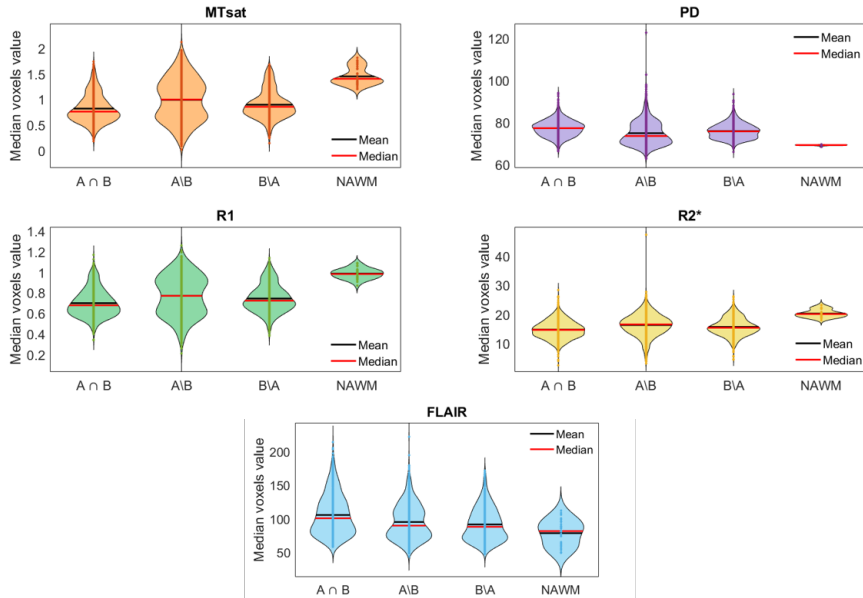 MTsat
Median voxels value
2
1.5
1
0.5
0
Mean
Median
A ∩ B
A\B
B\A
NAWM
PD
Median voxels value
120
100
80
60
Mean
Median
A ∩ B
A\B
B\A
NAWM
R1
Median voxels value
1.4
1.2
1
0.8
0.6
0.4
0.2
Mean
Median
A ∩ B
A\B
B\A
NAWM
R2*
Median voxels value
40
30
20
10
Mean
Median
A ∩ B
A\B
B\A
NAWM
FLAIR
Median voxels value
200
150
100
50
Mean
Median
A ∩ B
A\B
B\A
NAWM